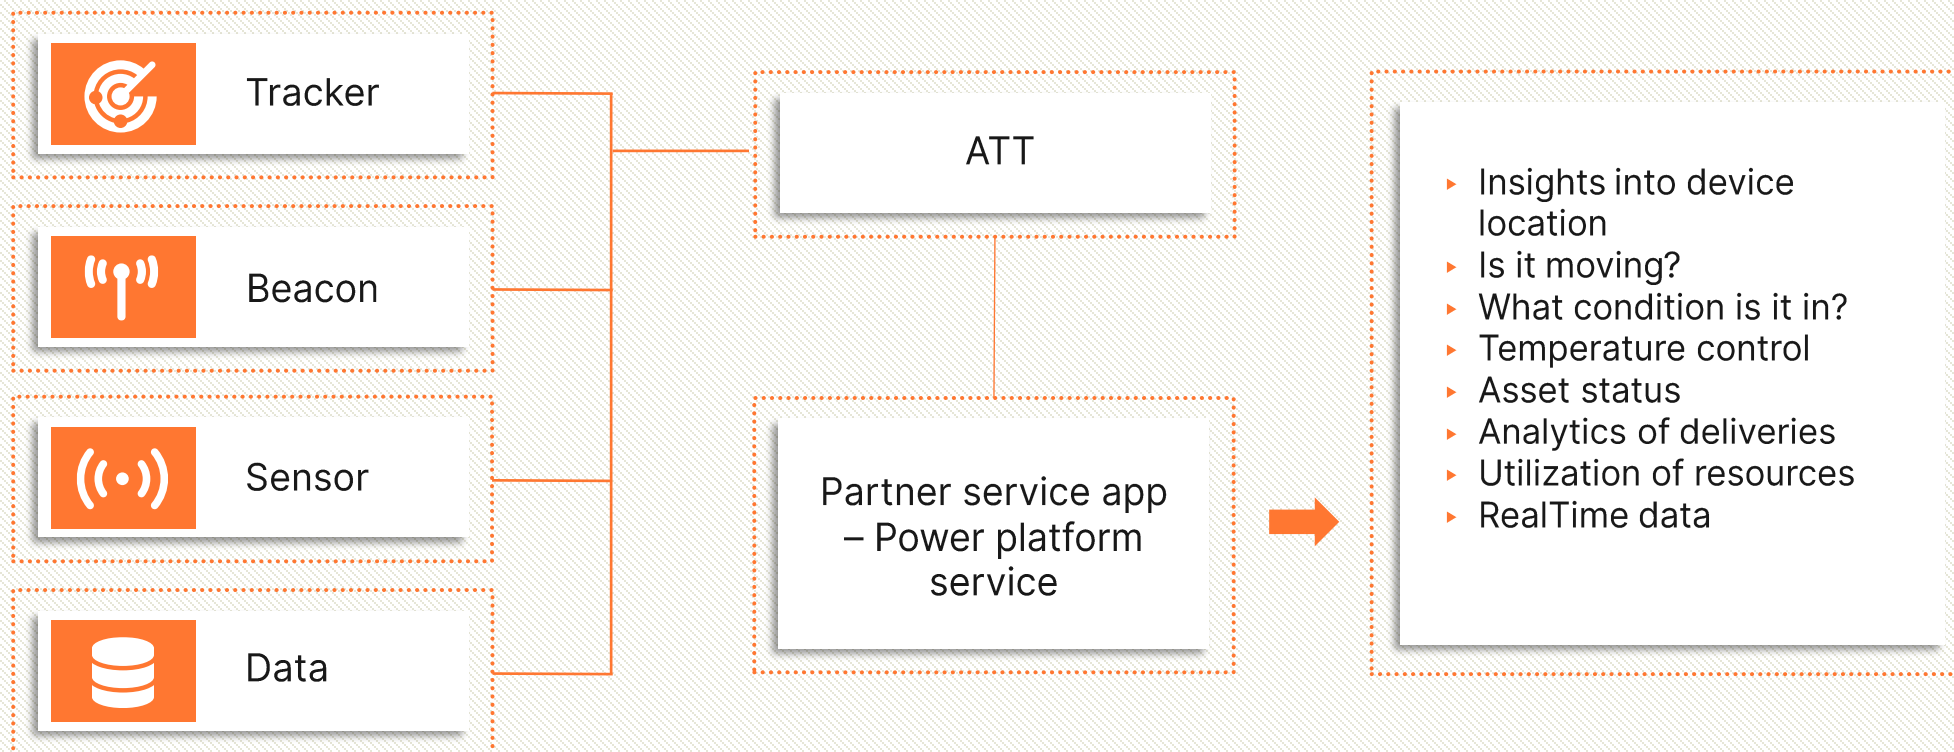 Tracker
Beacon
Sensor
Data
ATT
Partner service app
– Power platform
service
Insights into device
location
Is it moving?
What condition is it in?
Temperature control
Asset status
Analytics of deliveries
Utilization of resources
RealTime data